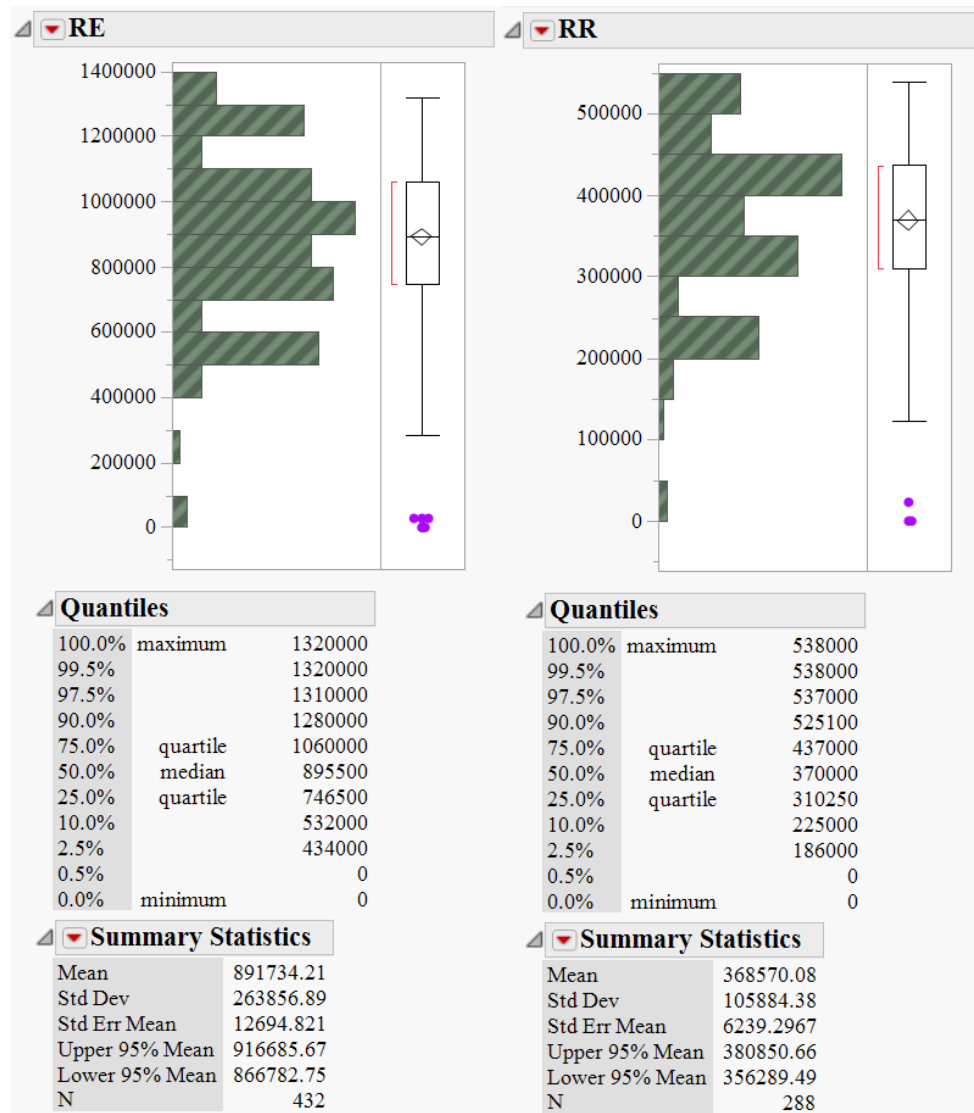 RE
1400000
1200000
1000000
800000
600000
400000
200000
0
Quantiles
100.0% maximum 1320000
99.5% 1320000
97.5% 1310000
90.0% 1280000
75.0% quartile 1060000
50.0% median 895500
25.0% quartile 746500
10.0% 532000
2.5% 434000
0.5% 0
0.0% minimum 0
Summary Statistics
Mean 891734.21
Std Dev 263856.89
Std Err Mean 12694.821
Upper 95% Mean 916685.67
Lower 95% Mean 866782.75
N 432
RR
500000
400000
300000
200000
100000
0
Quantiles
100.0% maximum 538000
99.5% 538000
97.5% 537000
90.0% 525100
75.0% quartile 437000
50.0% median 370000
25.0% quartile 310250
10.0% 225000
2.5% 186000
0.5% 0
0.0% minimum 0
Summary Statistics
Mean 368570.08
Std Dev 105884.38
Std Err Mean 6239.2967
Upper 95% Mean 380850.66
Lower 95% Mean 356289.49
N 288